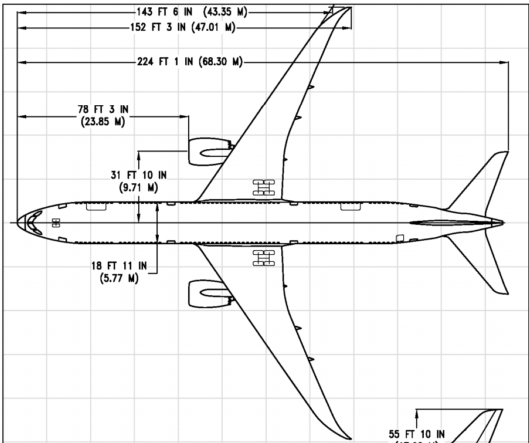 143 FT 6 IN (43.35 M)
152 FT 3 IN (47.01 M)
224 FT 1 IN (68.30 M)
78 FT 3 IN
(23.85 M)
31 FT 10 IN
(9.71 M)
18 FT 11 IN
(5.77 M)
55 FT 10 IN